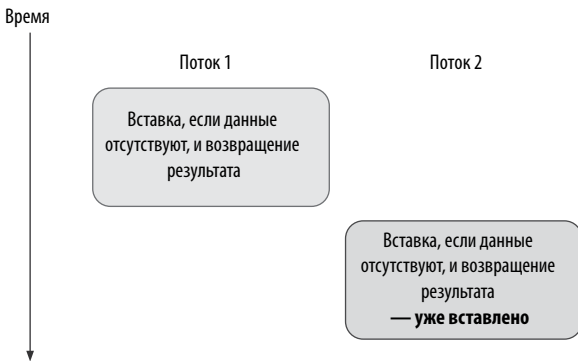 Время
Поток 1
Поток 2
Вставка, если данные
отсутствуют, и возвращение
результата
Вставка, если данные
отсутствуют, и возвращение
результата
— уже вставлено